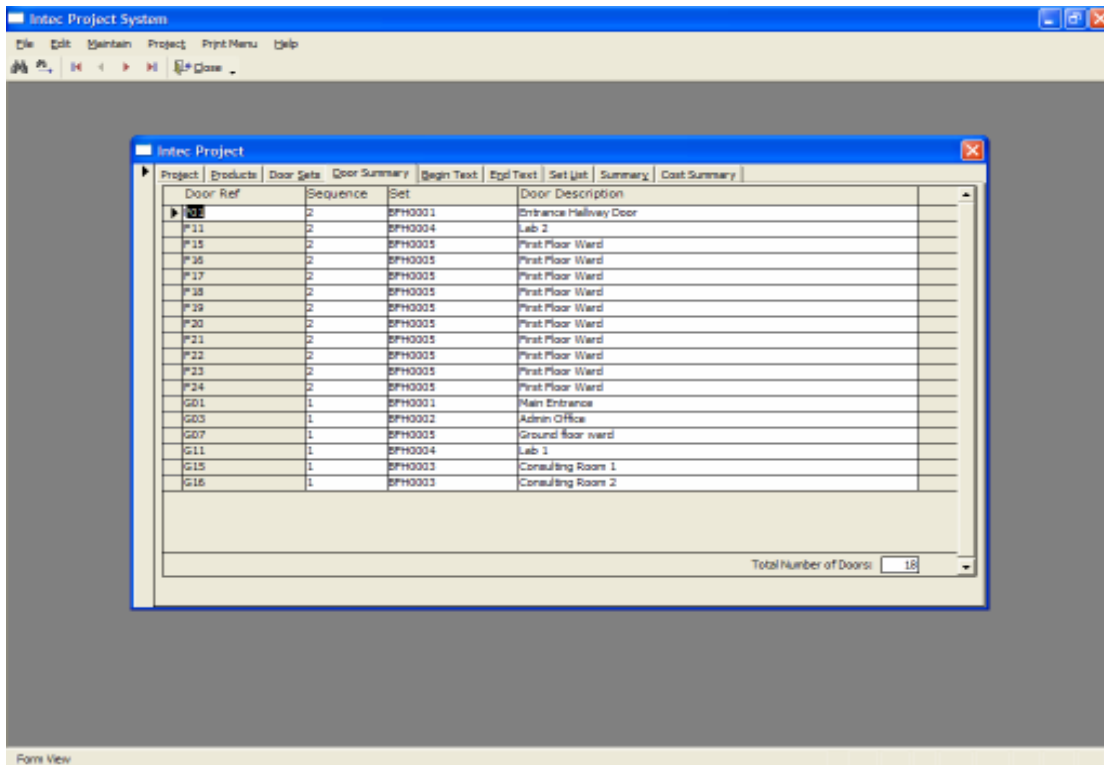 Intec Project System
File Edit Maintain Project Print Menu Help
Close
Intec Project
Project Products Door Sets Door Summary Begin Text End Text Set List Summary Cost Summary
Door Ref Sequence Set Door Description
F01 2 BFH0001 Entrance Hallway Door
F11 2 BFH0004 Lab 2
F15 2 BFH0005 First Floor Ward
F16 2 BFH0005 First Floor Ward
F17 2 BFH0005 First Floor Ward
F18 2 BFH0005 First Floor Ward
F19 2 BFH0005 First Floor Ward
F20 2 BFH0005 First Floor Ward
F21 2 BFH0005 First Floor Ward
F22 2 BFH0005 First Floor Ward
F23 2 BFH0005 First Floor Ward
F24 2 BFH0005 First Floor Ward
G01 1 BFH0001 Main Entrance
G03 1 BFH0002 Admin Office
G07 1 BFH0005 Ground floor ward
G11 1 BFH0004 Lab 1
G15 1 BFH0003 Consulting Room 1
G16 1 BFH0003 Consulting Room 2
Total Number of Doors: 18
Form View